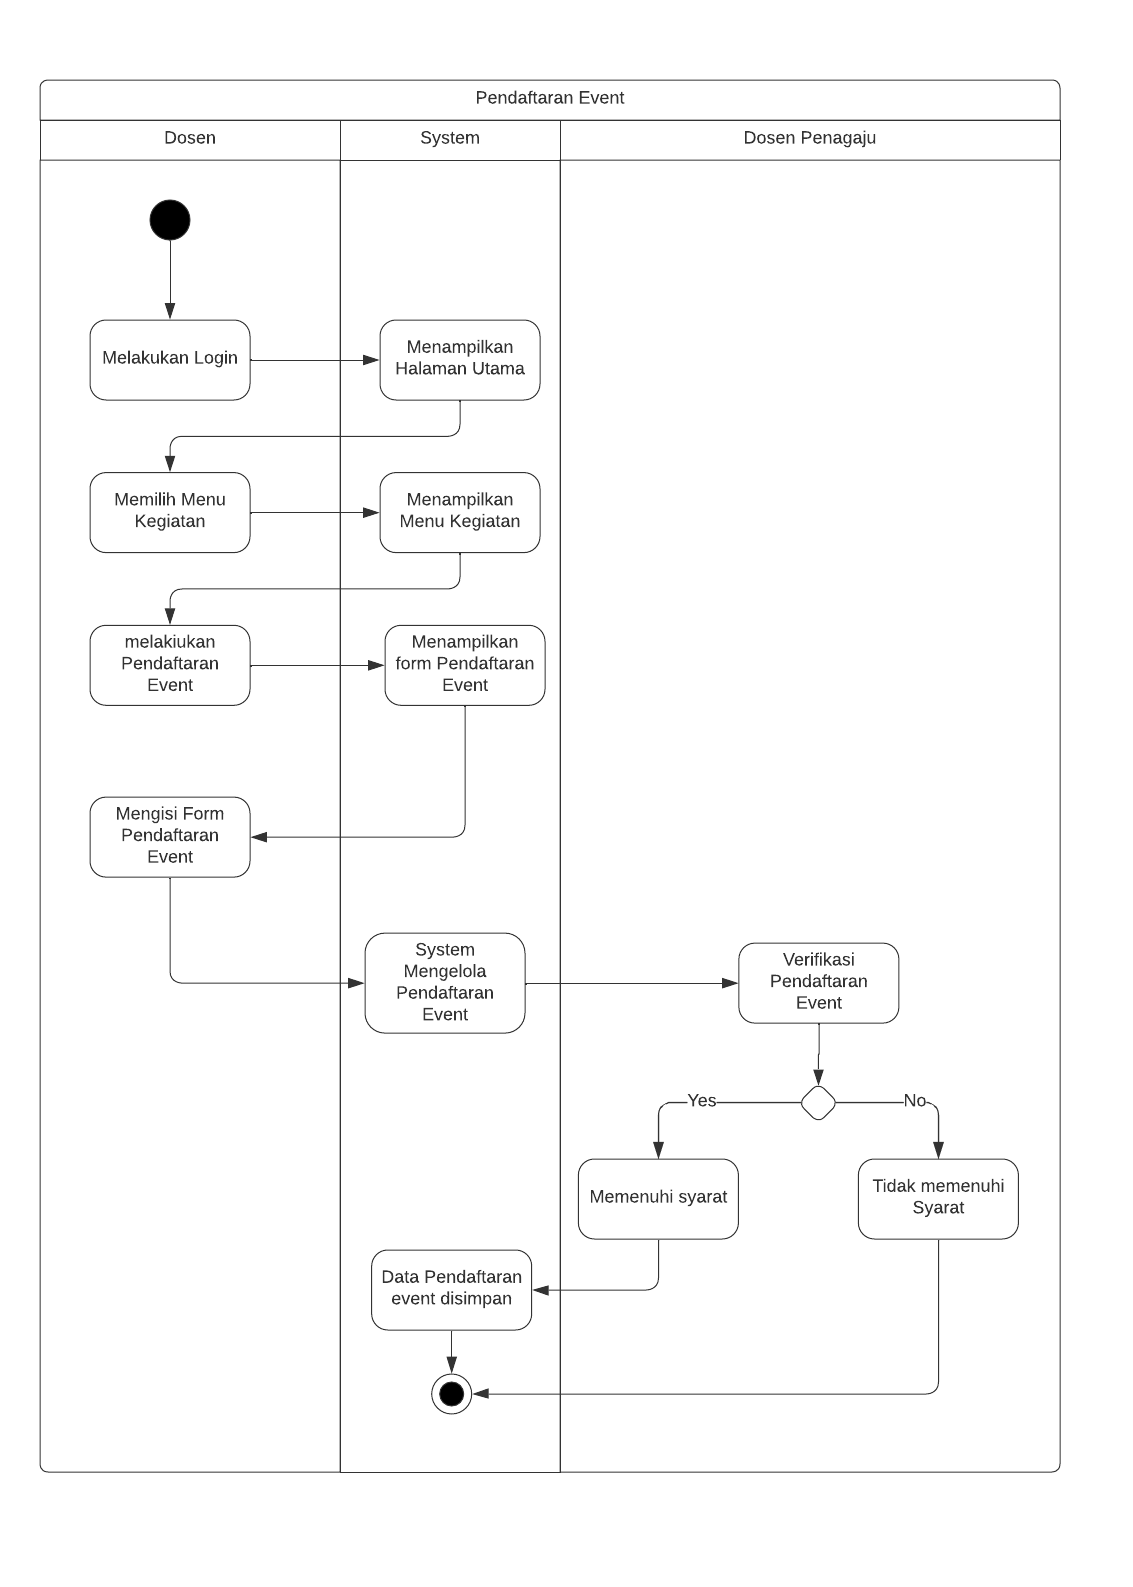 Pendaftaran Event
Dosen
System
Dosen Penagaju
Melakukan Login
Menampilkan
Halaman Utama
Memilih Menu
Kegiatan
Menampilkan
Menu Kegiatan
melakiukan
Pendaftaran
Event
Menampilkan
form Pendaftaran
Event
Mengisi Form
Pendaftaran
Event
System
Mengelola
Pendaftaran
Event
Verifikasi
Pendaftaran
Event
Yes
No
Memenuhi syarat
Tidak memenuhi
Syarat
Data Pendaftaran
event disimpan